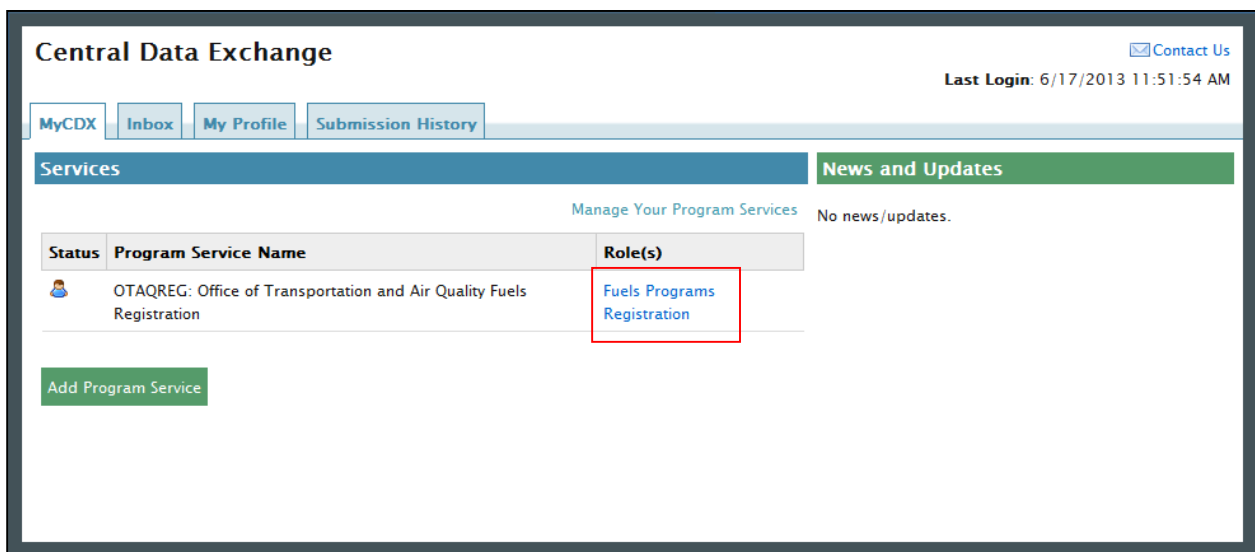 Central Data Exchange
Contact Us
Last Login: 6/17/2013 11:51:54 AM
MyCDX
Inbox
My Profile
Submission History
Services
News and Updates
Manage Your Program Services
No news/updates.
Status
Program Service Name
Role(s)
OTAQREG: Office of Transportation and Air Quality Fuels
Registration
Fuels Programs
Registration
Add Program Service